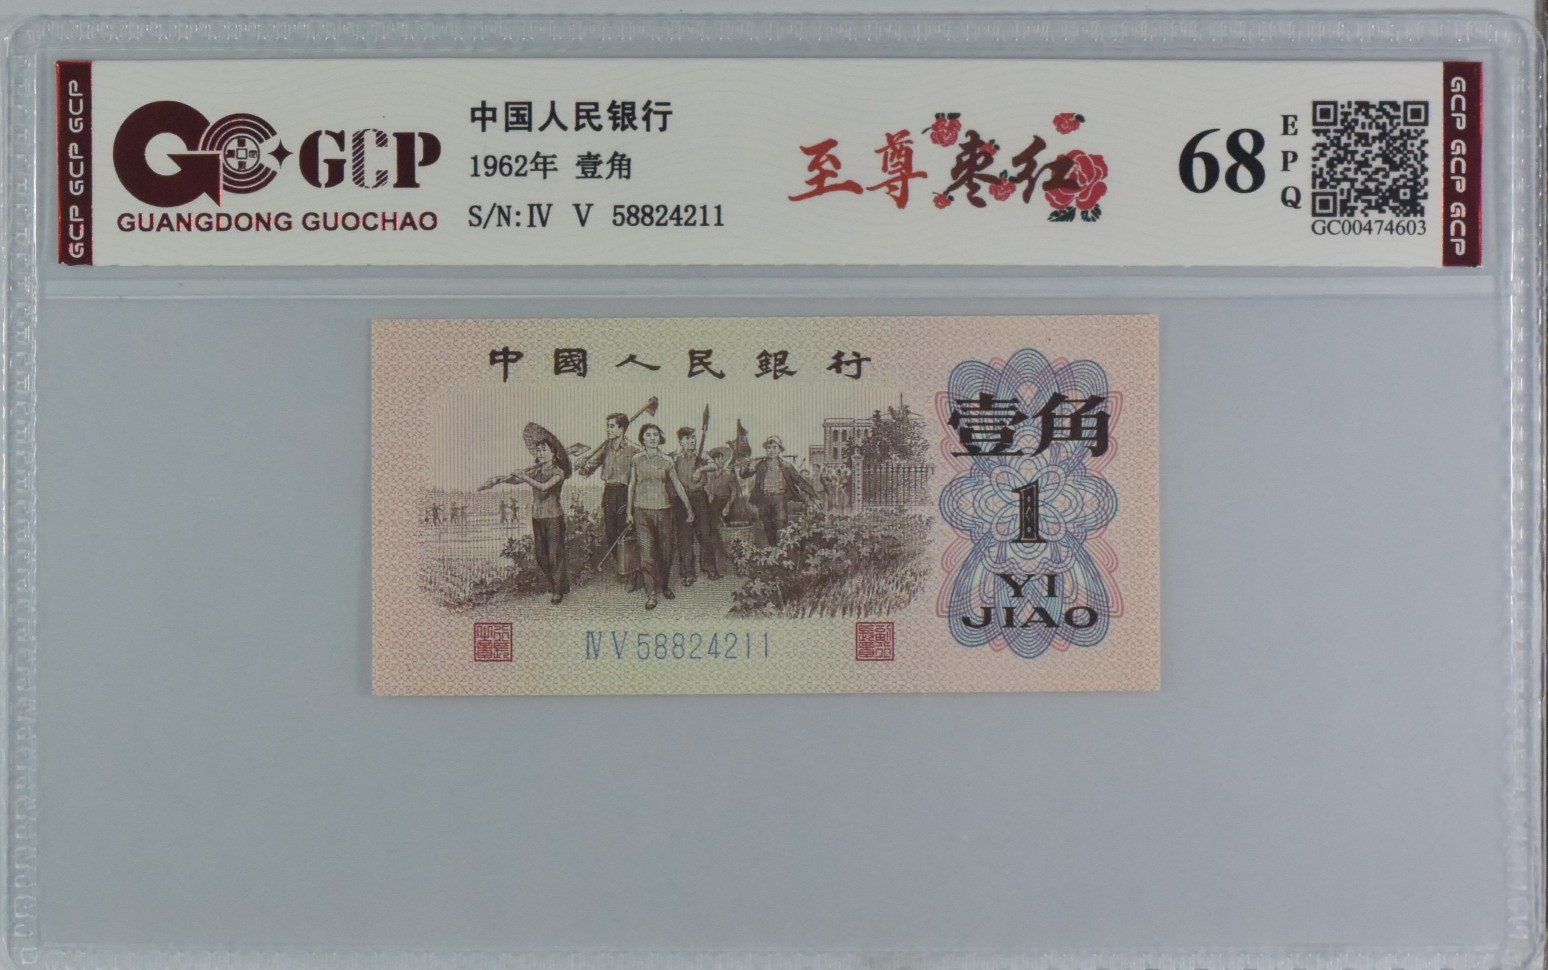 GCP GCP GCP
GCP
GUANGDONG GUOCHAO
中国人民银行
1962年 壹角
S/N:Ⅳ Ⅴ 58824211
至尊枣红
68
EPQ
GC00474603
GCP GCP GCP
中國人民銀行
壹角
1
YI
JIAO
ⅣⅤ58824211